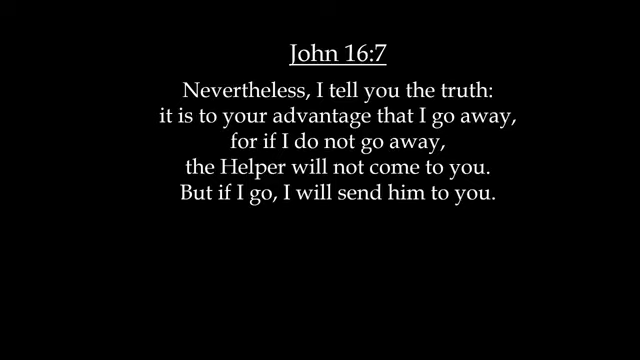 John 16:7
Nevertheless, I tell you the truth:
it is to your advantage that I go away,
for if I do not go away,
the Helper will not come to you.
But if I go, I will send him to you.